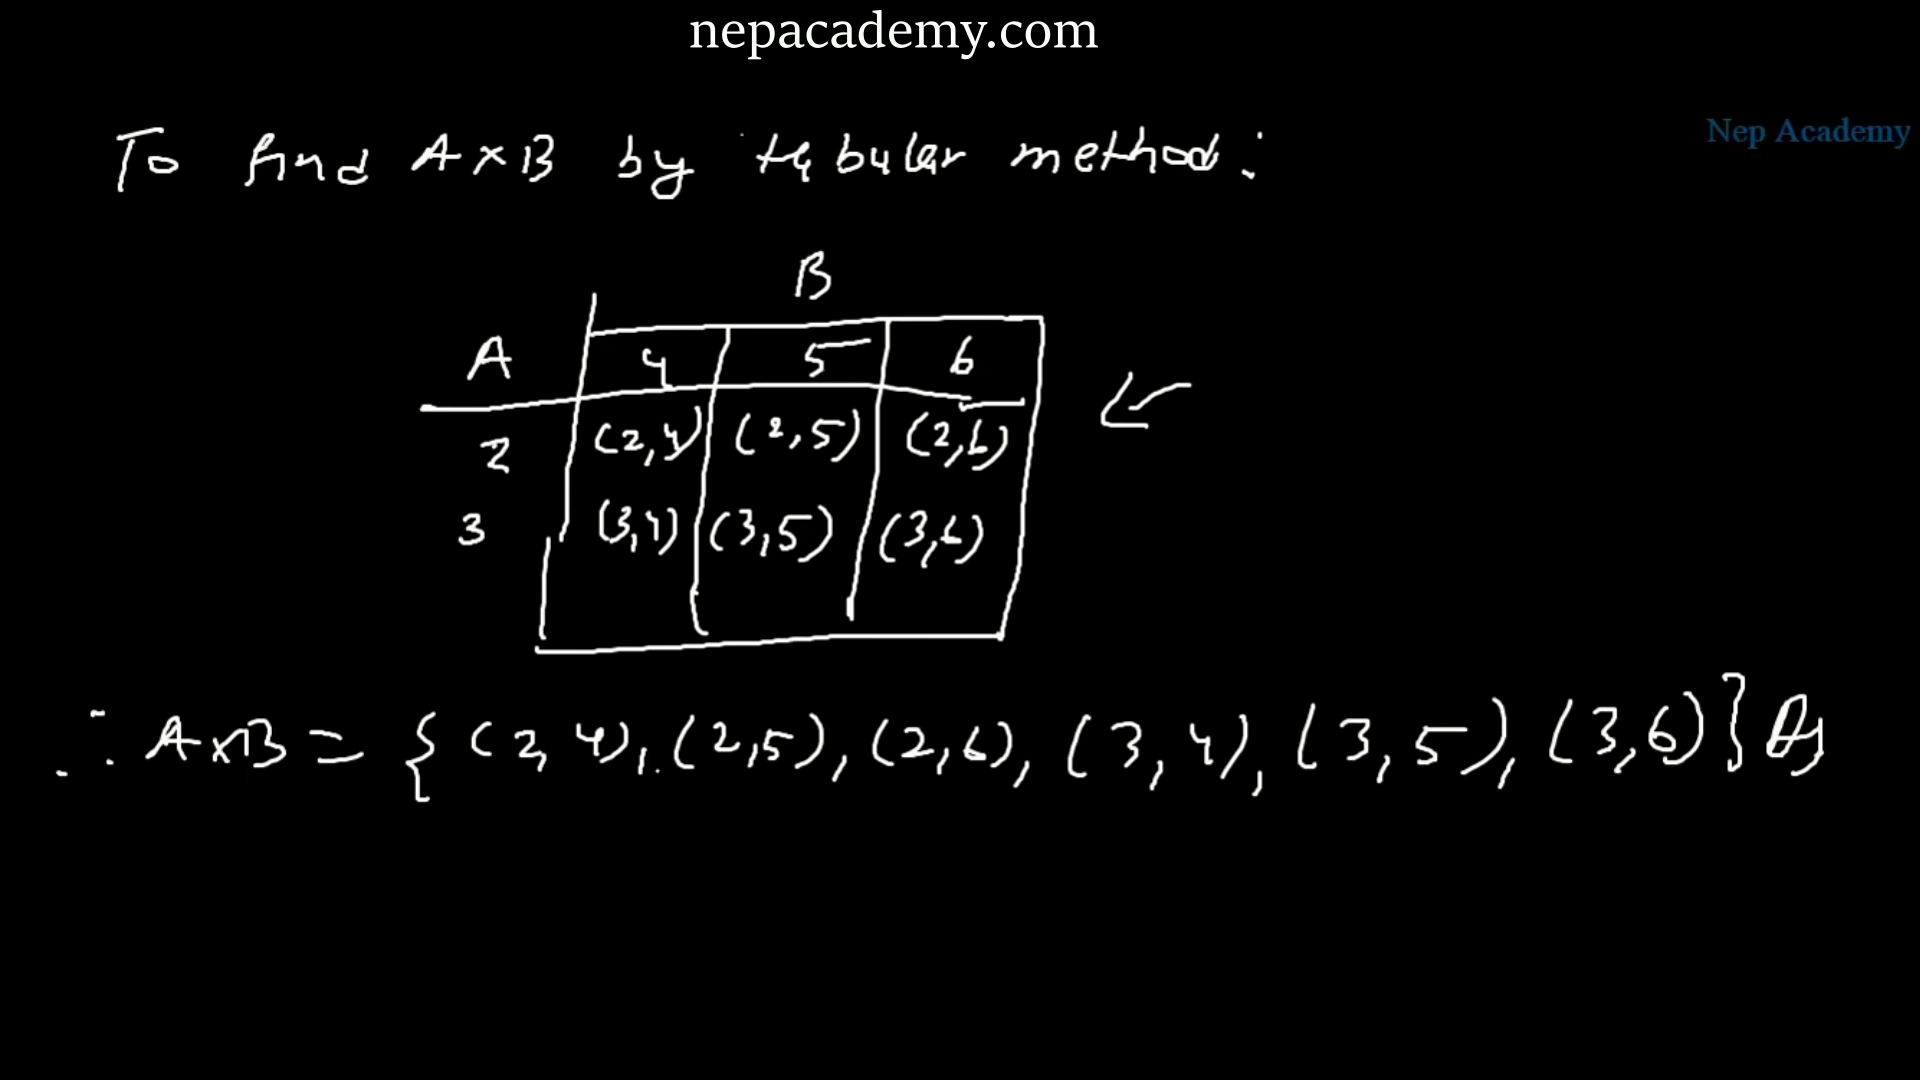 nepacademy.com
Nep Academy
To find A×B by tabular method:
B
A 4 5 6
2 (2,4) (2,5) (2,6)
3 (3,4) (3,5) (3,6)
∴ A×B = { (2,4), (2,5), (2,6), (3,4), (3,5), (3,6)}